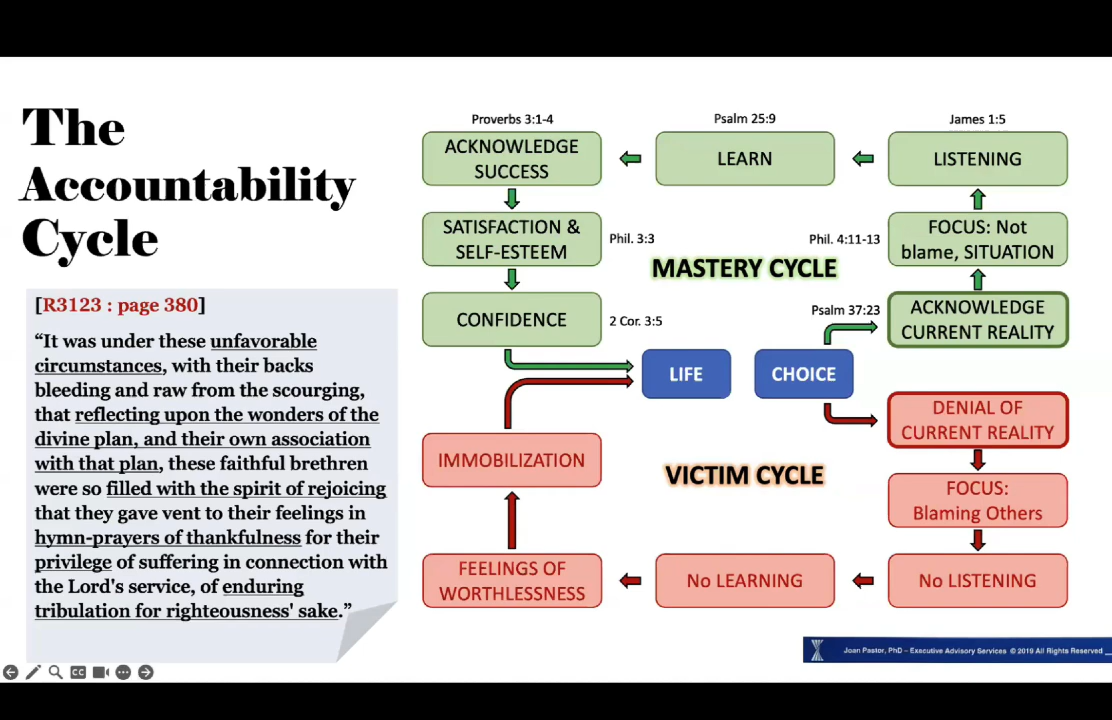 The
Accountability
Cycle
[R3123 : page 380]
“It was under these unfavorable
circumstances, with their backs
bleeding and raw from the scourging,
that reflecting upon the wonders of the
divine plan, and their own association
with that plan, these faithful brethren
were so filled with the spirit of rejoicing
that they gave vent to their feelings in
hymn-prayers of thankfulness for their
privilege of suffering in connection with
the Lord's service, of enduring
tribulation for righteousness' sake.”
Proverbs 3:1-4
ACKNOWLEDGE
SUCCESS
Psalm 25:9
LEARN
James 1:5
LISTENING
SATISFACTION &
SELF-ESTEEM
Phil. 3:3
Phil. 4:11-13
FOCUS: Not
blame, SITUATION
MASTERY CYCLE
CONFIDENCE
2 Cor. 3:5
Psalm 37:23
ACKNOWLEDGE
CURRENT REALITY
LIFE
CHOICE
DENIAL OF
CURRENT REALITY
IMMOBILIZATION
VICTIM CYCLE
FOCUS:
Blaming Others
FEELINGS OF
WORTHLESSNESS
No LEARNING
No LISTENING
Joan Pastor, PhD – Executive Advisory Services © 2019 All Rights Reserved
CC